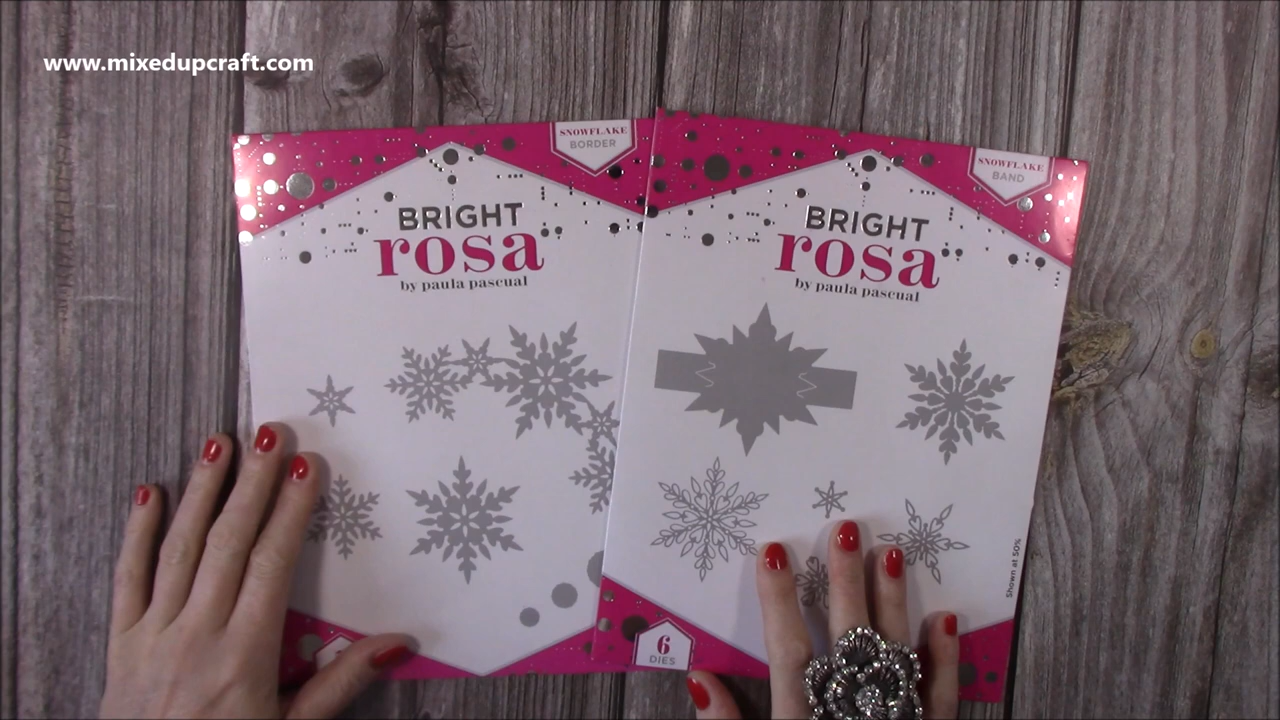 www.mixedupcraft.com
SNOWFLAKE
BORDER
BRIGHT
rosa
by paula pascual
SNOWFLAKE
BAND
BRIGHT
rosa
by paula pascual
Shown at 50%
6
DIES